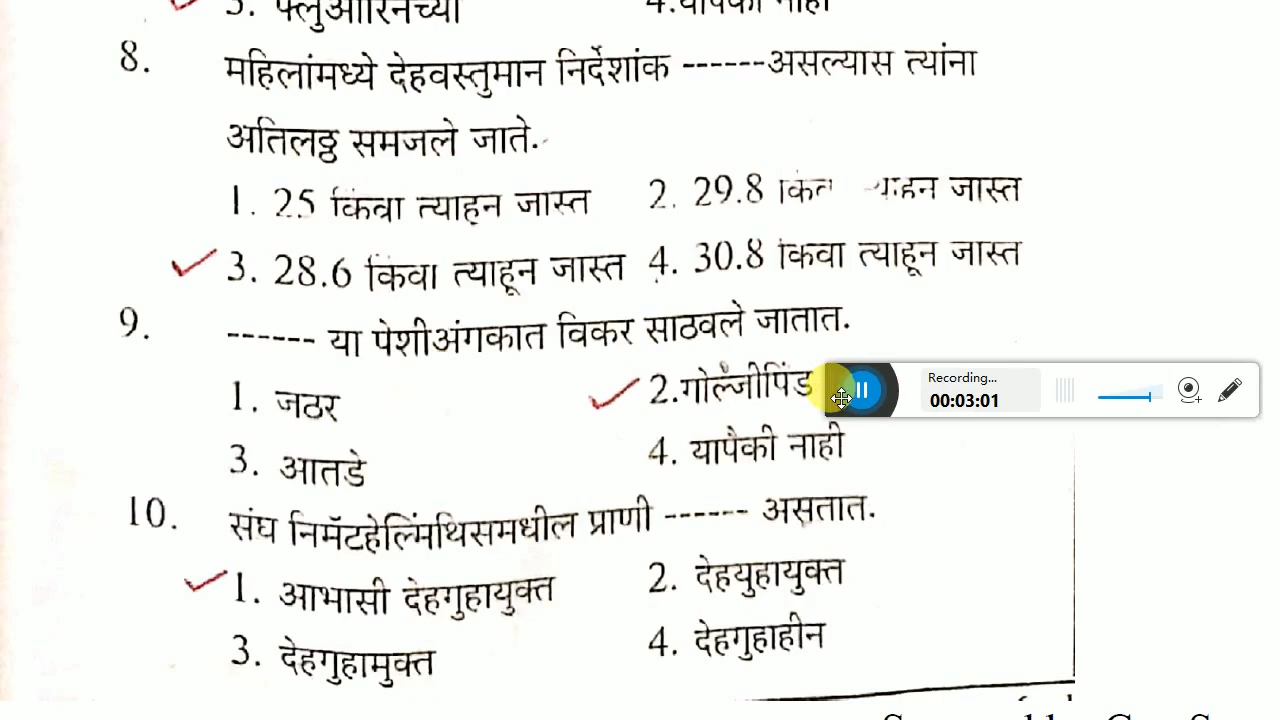 3. फ्लुओरिनच्या 4.यापैकी नाही
8. महिलांमध्ये देहवस्तुमान निर्देशांक ------असल्यास त्यांना
अतिलठ्ठ समजले जाते.
1. 25 किंवा त्याहून जास्त 2. 29.8 जास्त
3. 28.6 किंवा त्याहून जास्त 4. 30.8 किंवा त्याहून जास्त
9. ------ या पेशीअंगकात विकर साठवले जातात.
1. जठर 2.गोल्जीपिंड
3. आतडे 4. यापैकी नाही
Recording...
00:03:01
10. संघ निमॅटहेल्मिंथिसमधील प्राणी ------ असतात.
1. आभासी देहगुहायुक्त 2. देहयुहायुक्त
3. देहगुहामुक्त 4. देहगुहाहीन